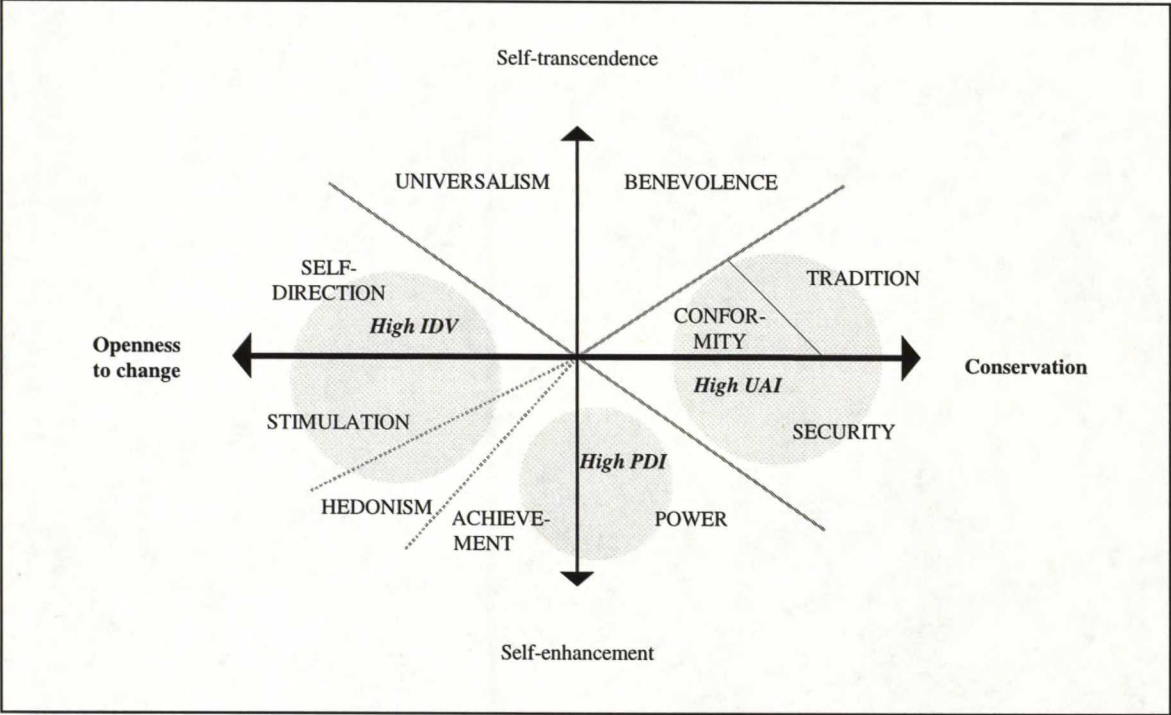 Self-transcendence
UNIVERSALISM
BENEVOLENCE
SELF-
DIRECTION
TRADITION
High IDV
CONFOR-
MITY
Openness
to change
Conservation
High UAI
STIMULATION
SECURITY
High PDI
HEDONISM
ACHIEVE-
MENT
POWER
Self-enhancement